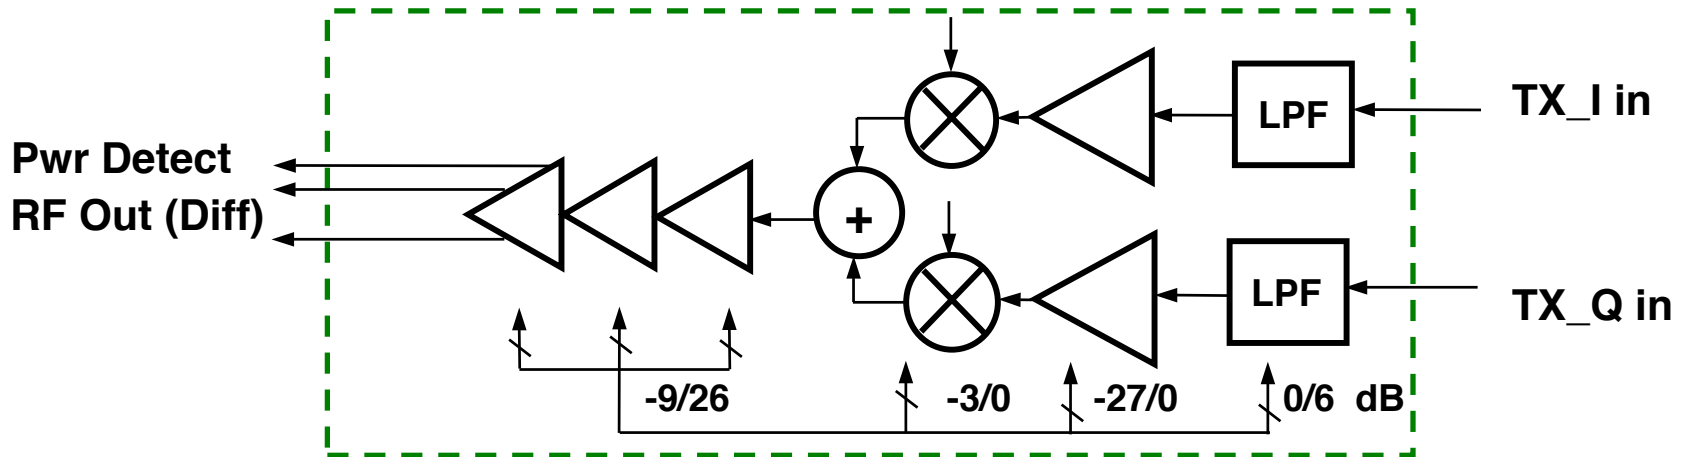 LPF
TX_I in
Pwr Detect
RF Out (Diff)
+
LPF
TX_Q in
-9/26
-3/0
-27/0
0/6 dB